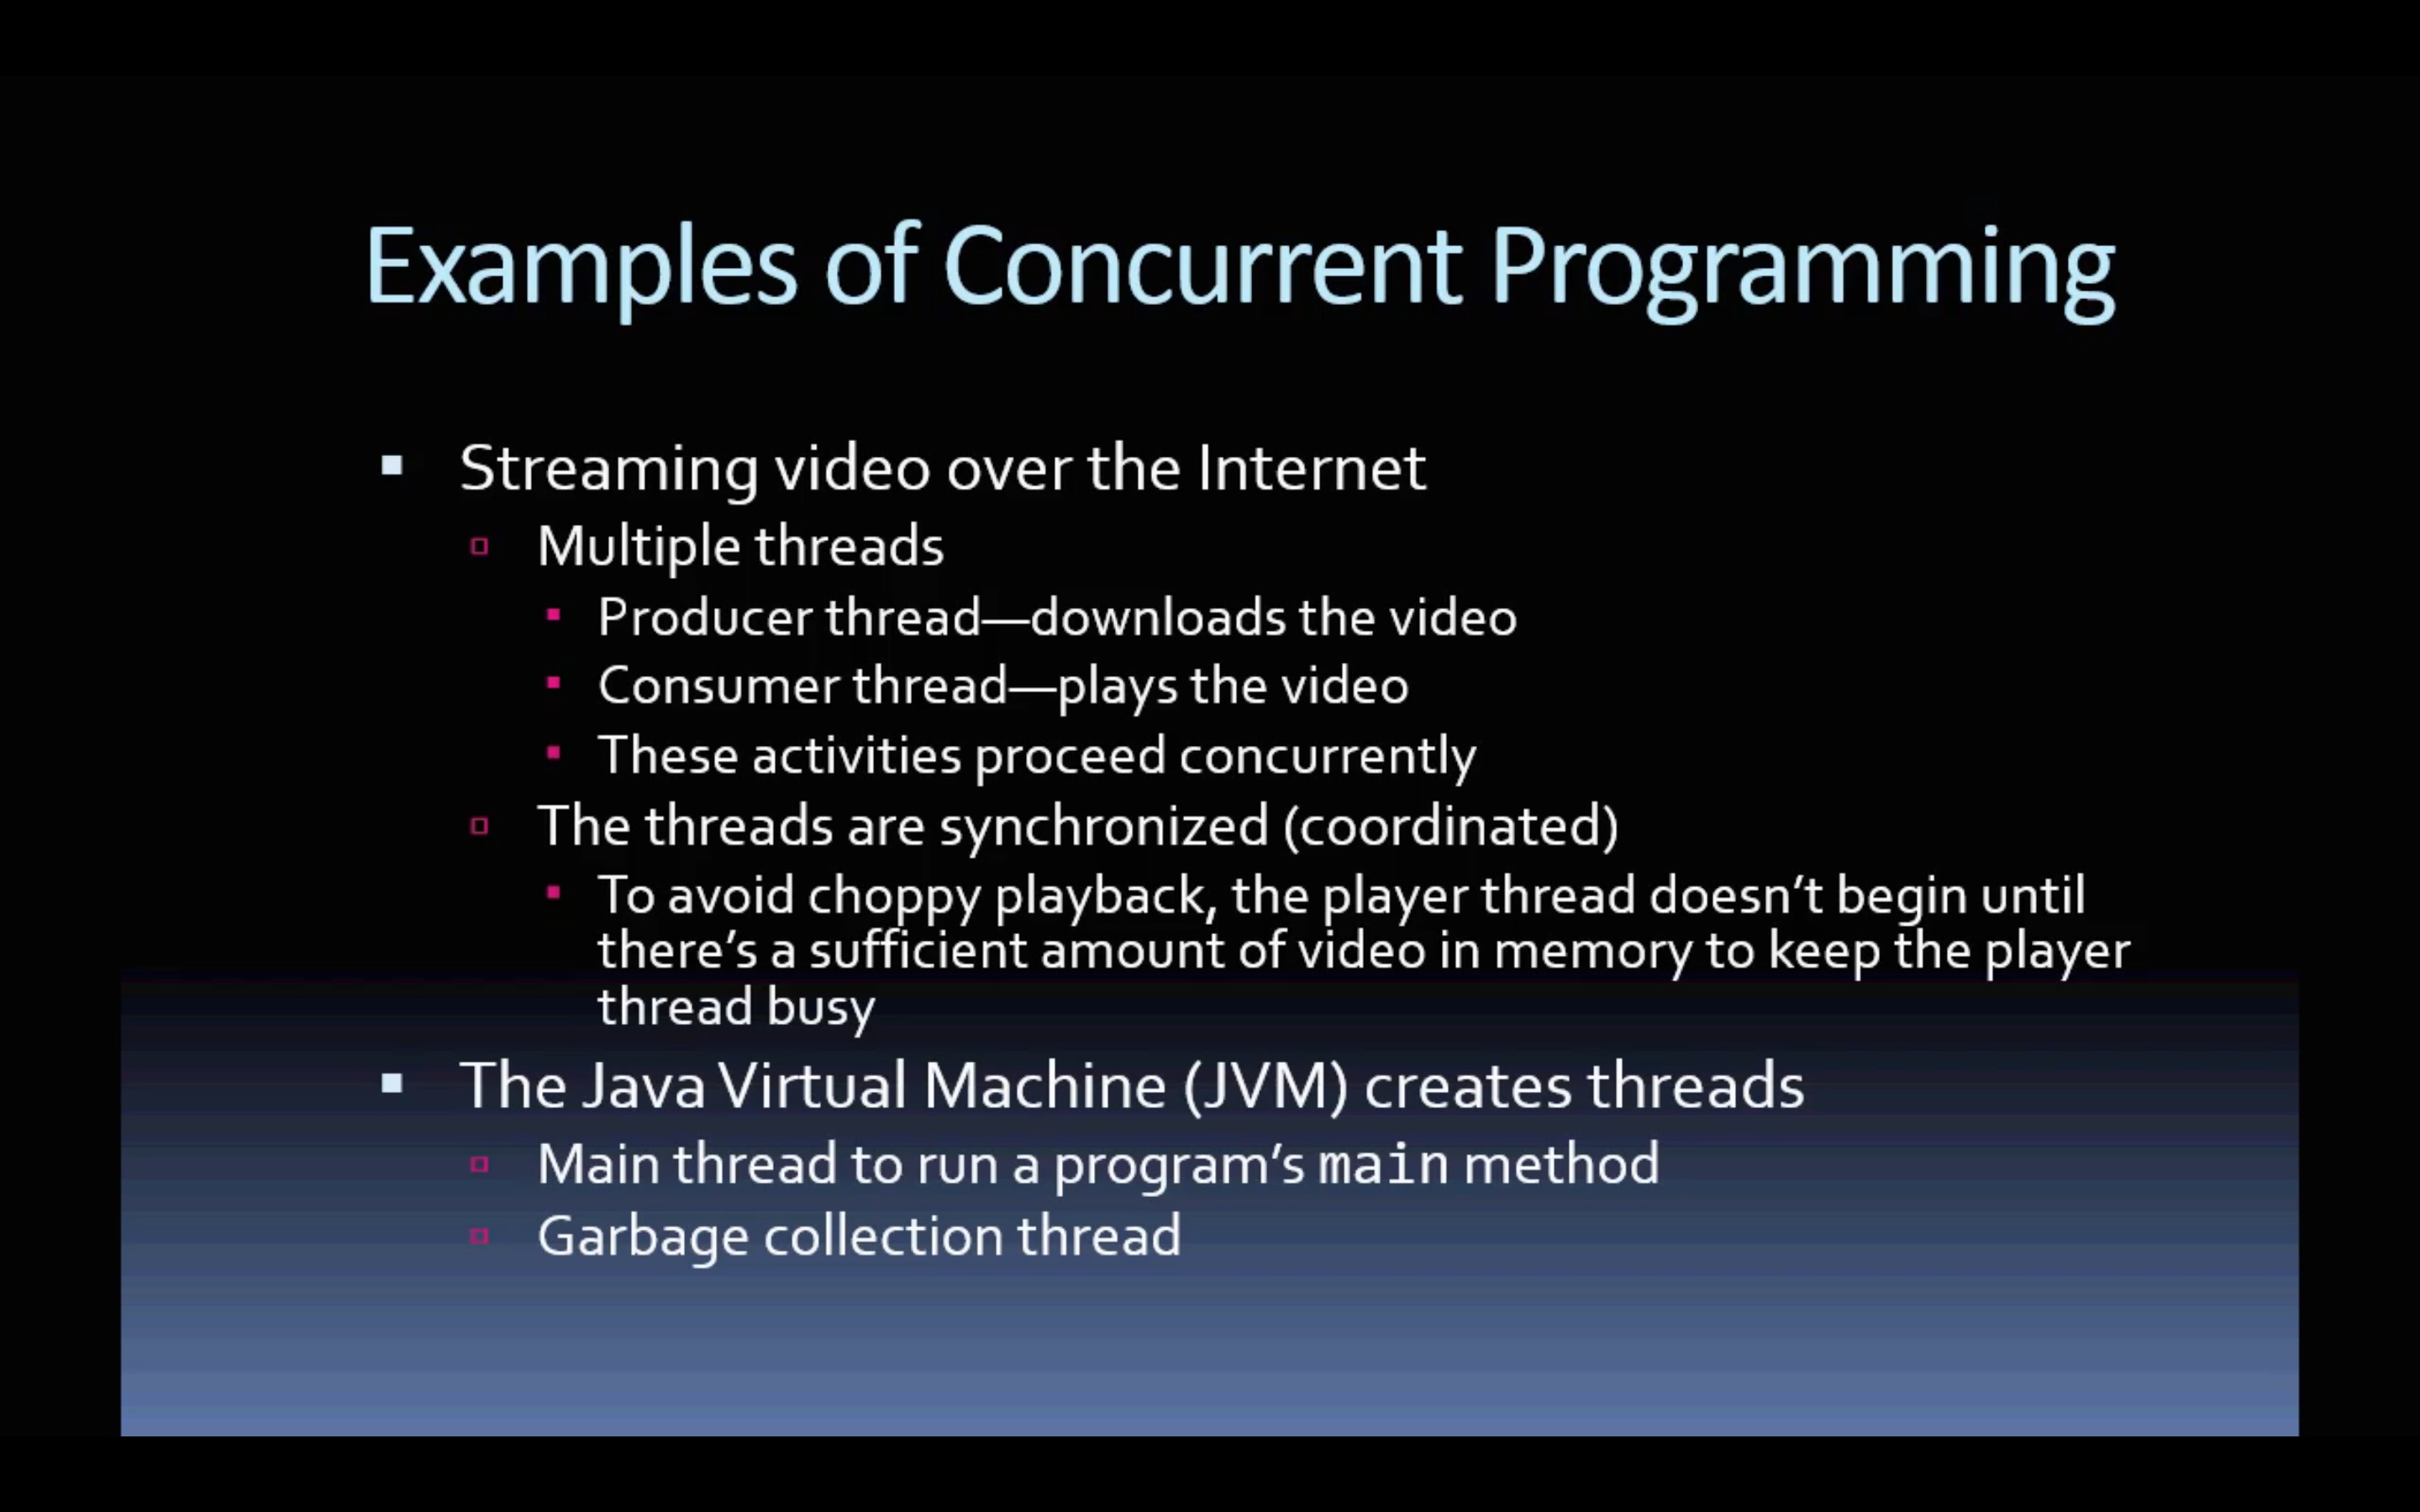 Examples of Concurrent Programming
Streaming video over the Internet
Multiple threads
Producer thread—downloads the video
Consumer thread—plays the video
These activities proceed concurrently
The threads are synchronized (coordinated)
To avoid choppy playback, the player thread doesn’t begin until
there’s a sufficient amount of video in memory to keep the player
thread busy
The Java Virtual Machine (JVM) creates threads
Main thread to run a program’s main method
Garbage collection thread